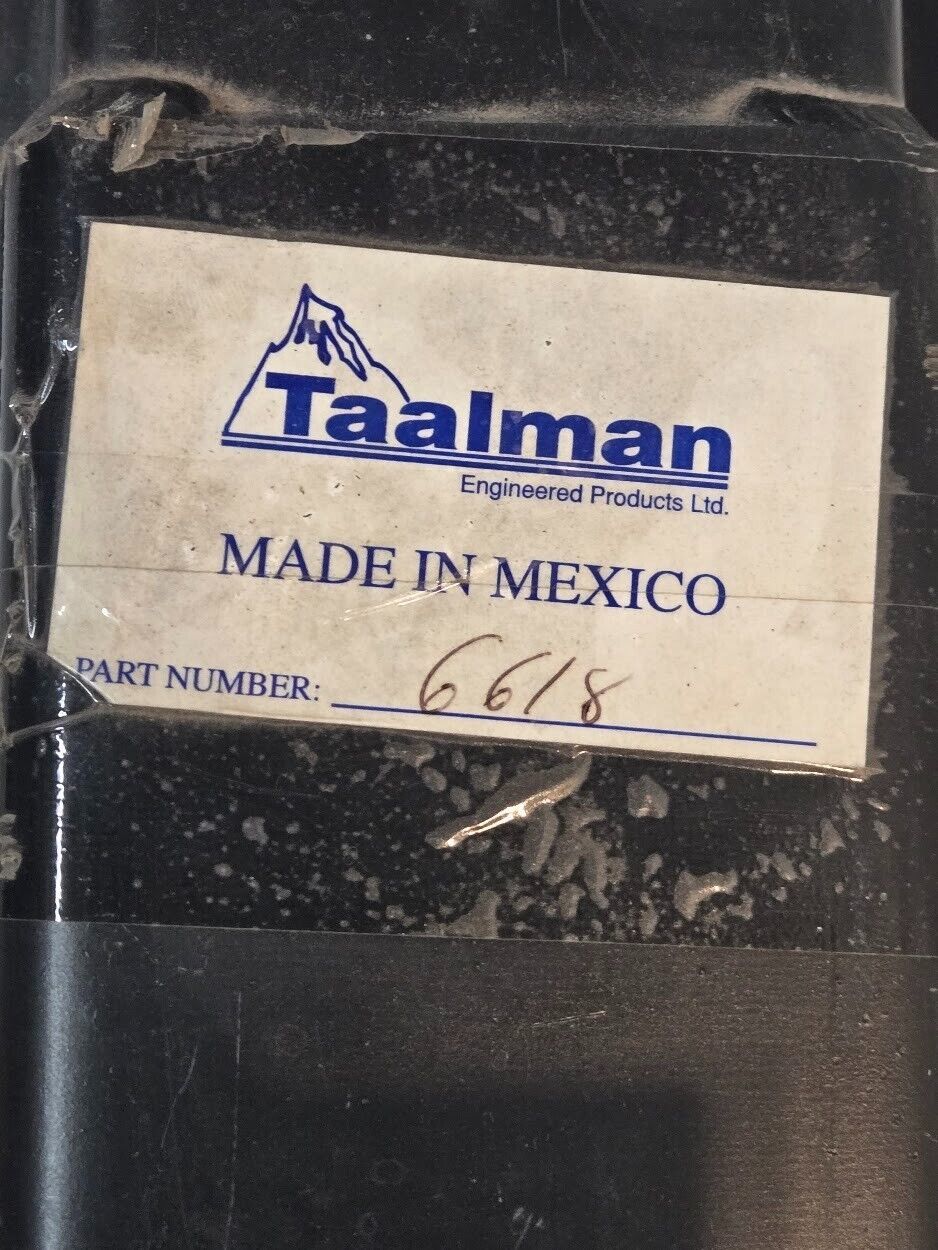 Taalman
Engineered Products Ltd.
MADE IN MEXICO
PART NUMBER: 6618